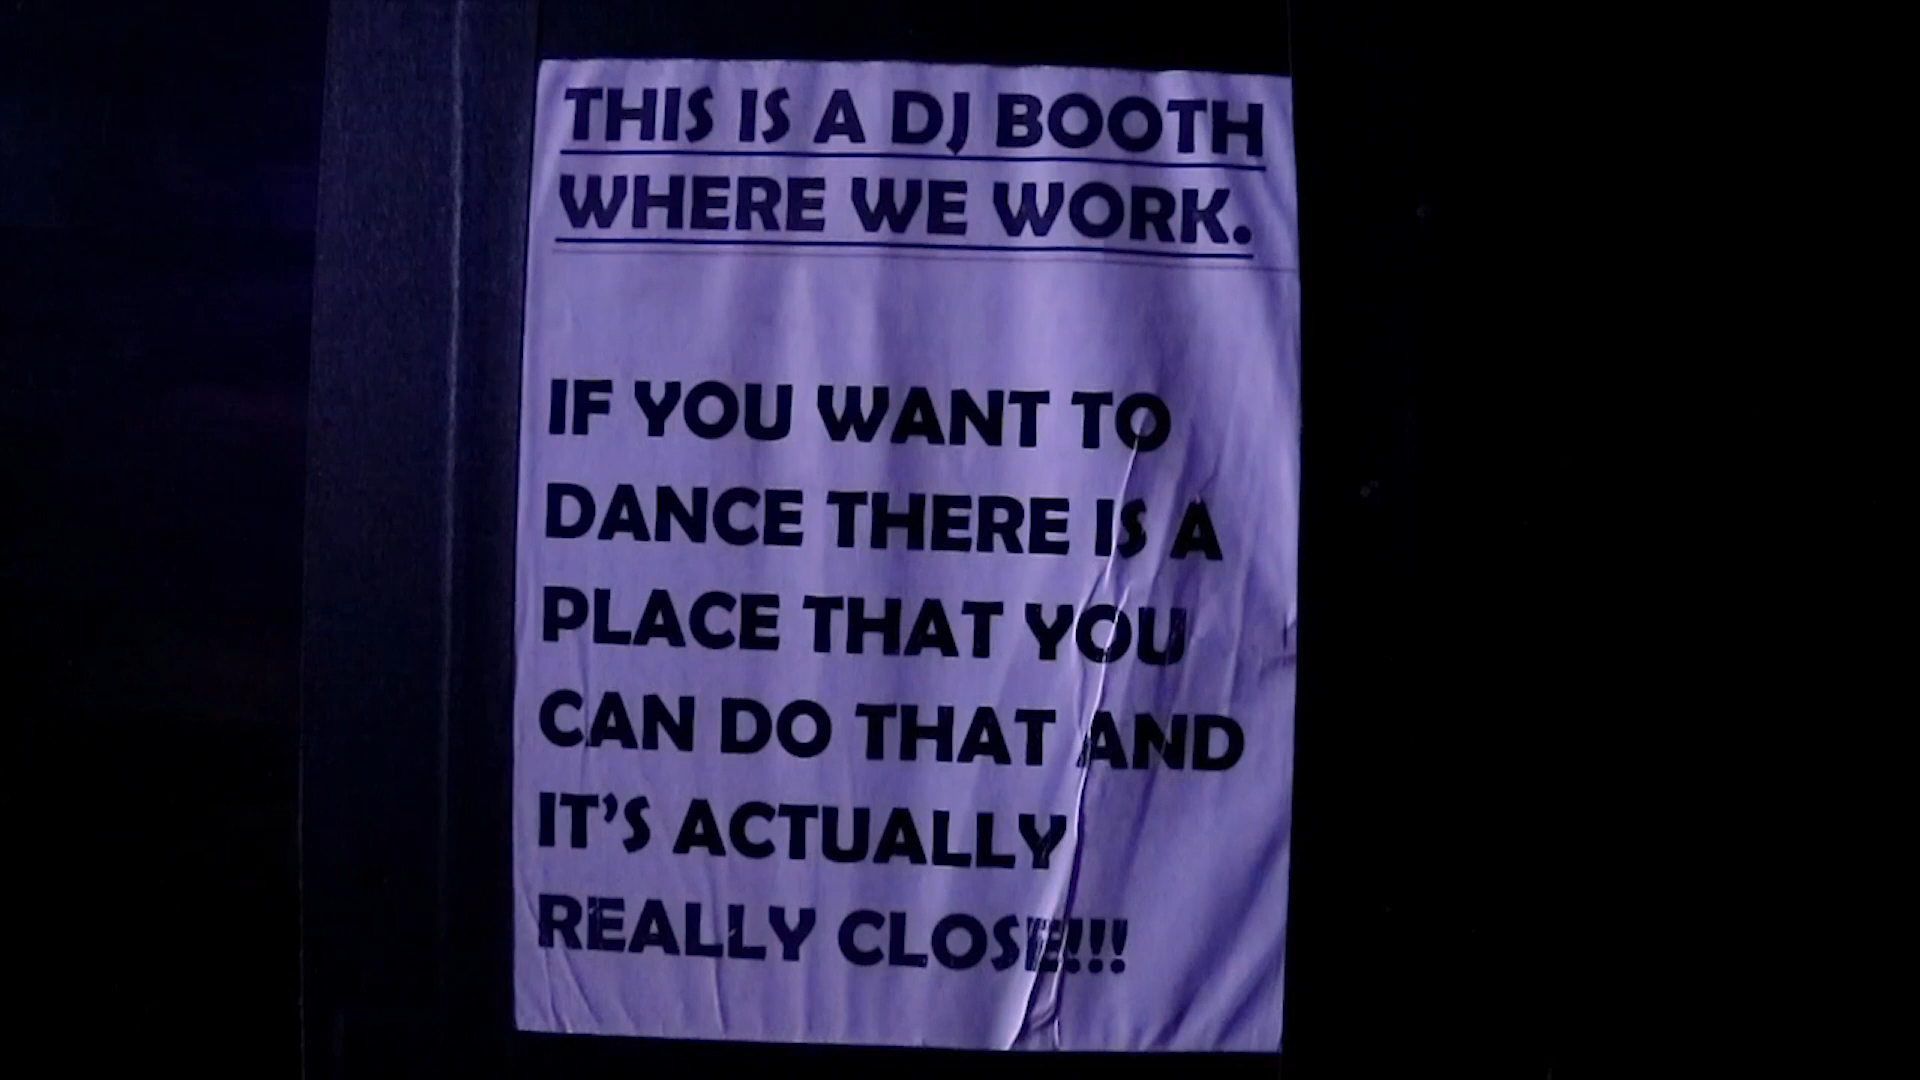 THIS IS A DJ BOOTH
WHERE WE WORK.
IF YOU WANT TO
DANCE THERE IS A
PLACE THAT YOU
CAN DO THAT AND
IT’S ACTUALLY
REALLY CLOSE!!!